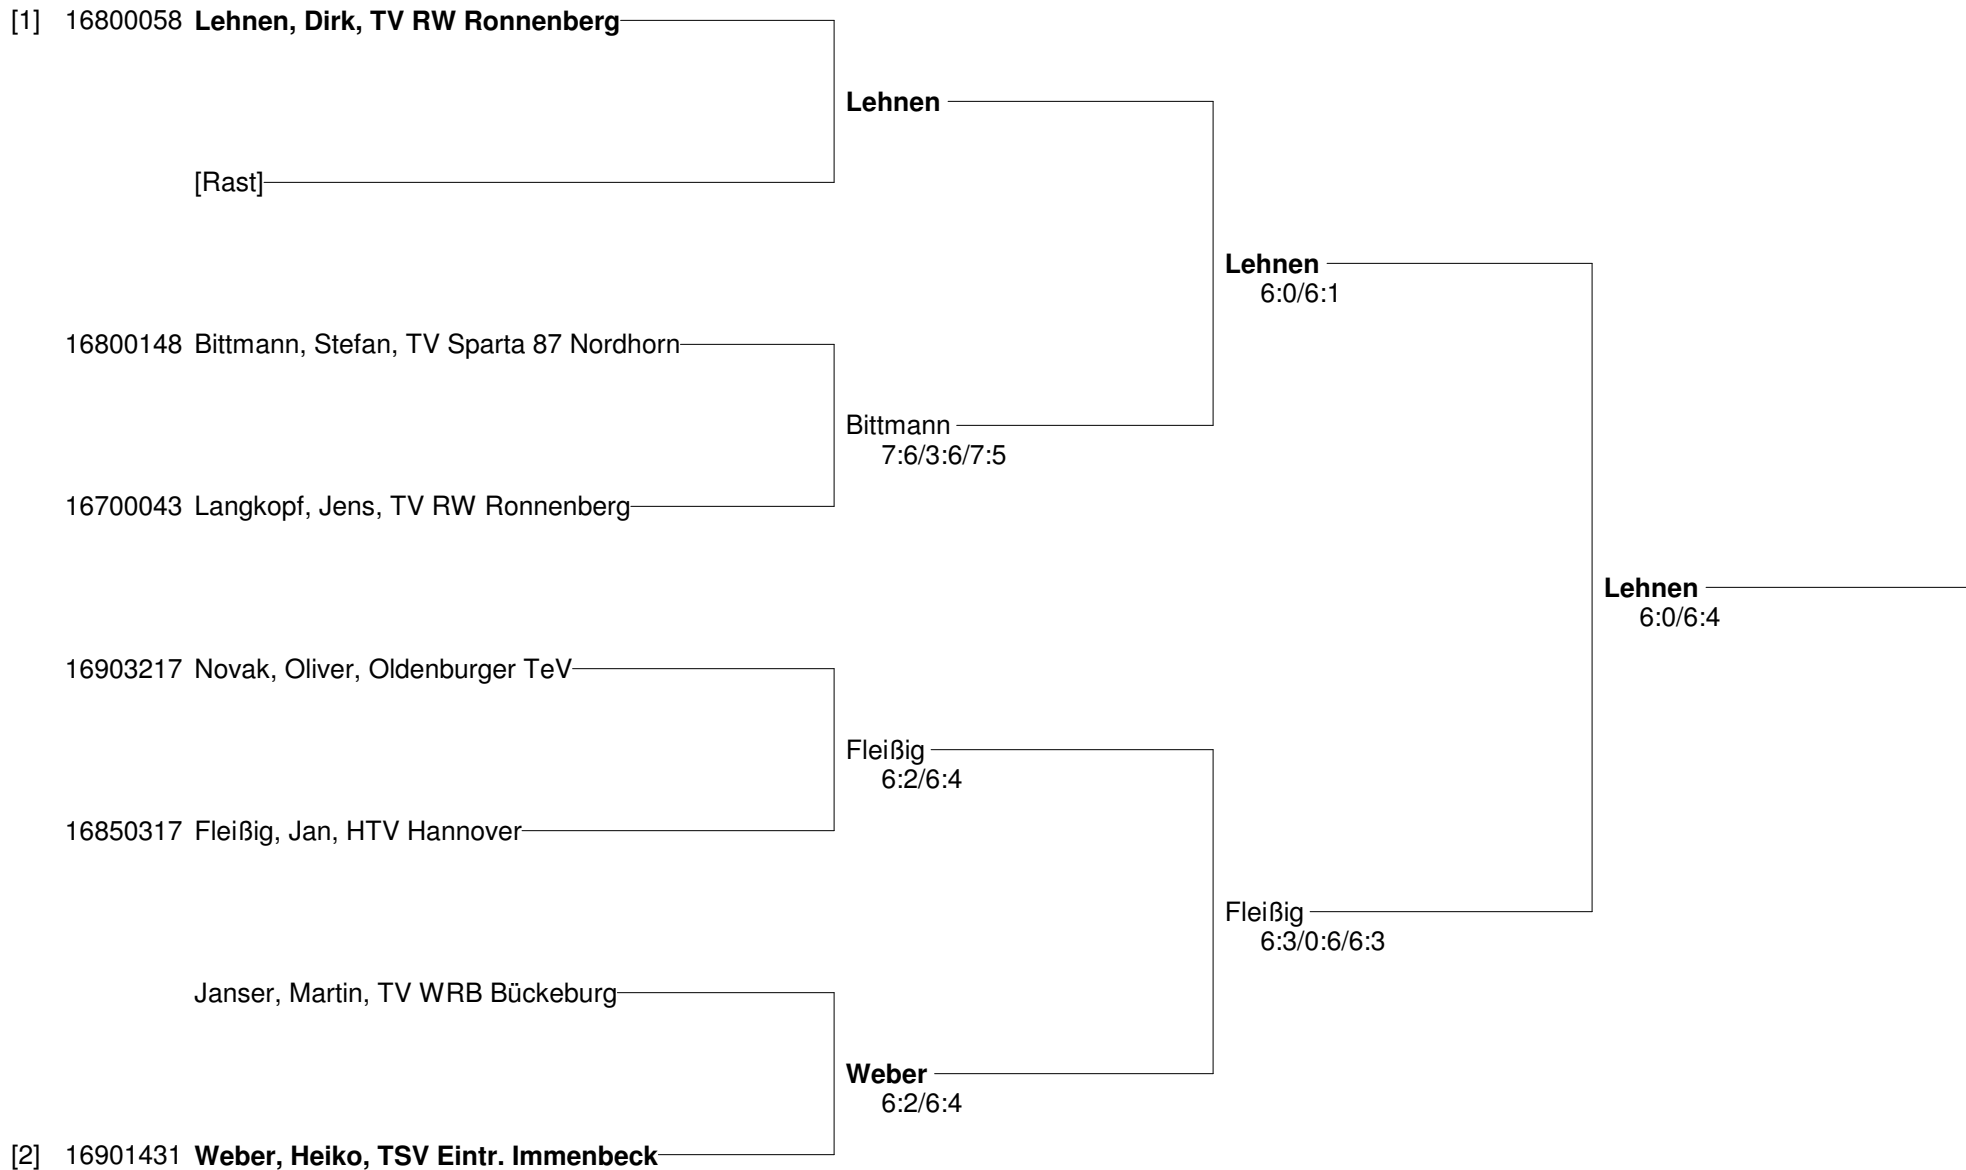 [1] 16800058 Lehnen, Dirk, TV RW Ronnenberg
Lehnen
[Rast]
Lehnen
6:0/6:1
16800148 Bittmann, Stefan, TV Sparta 87 Nordhorn
Bittmann
7:6/3:6/7:5
16700043 Langkopf, Jens, TV RW Ronnenberg
Lehnen
6:0/6:4
16903217 Novak, Oliver, Oldenburger TeV
Fleißig
6:2/6:4
16850317 Fleißig, Jan, HTV Hannover
Fleißig
6:3/0:6/6:3
Janser, Martin, TV WRB Bückeburg
Weber
6:2/6:4
[2] 16901431 Weber, Heiko, TSV Eintr. Immenbeck